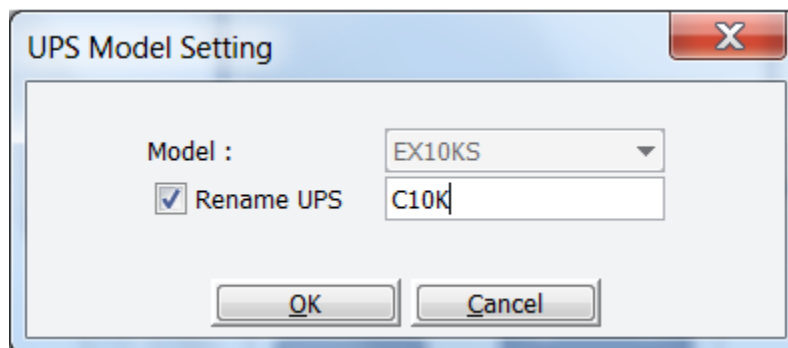 UPS Model Setting
Model : EX10KS
Rename UPS C10K
OK Cancel